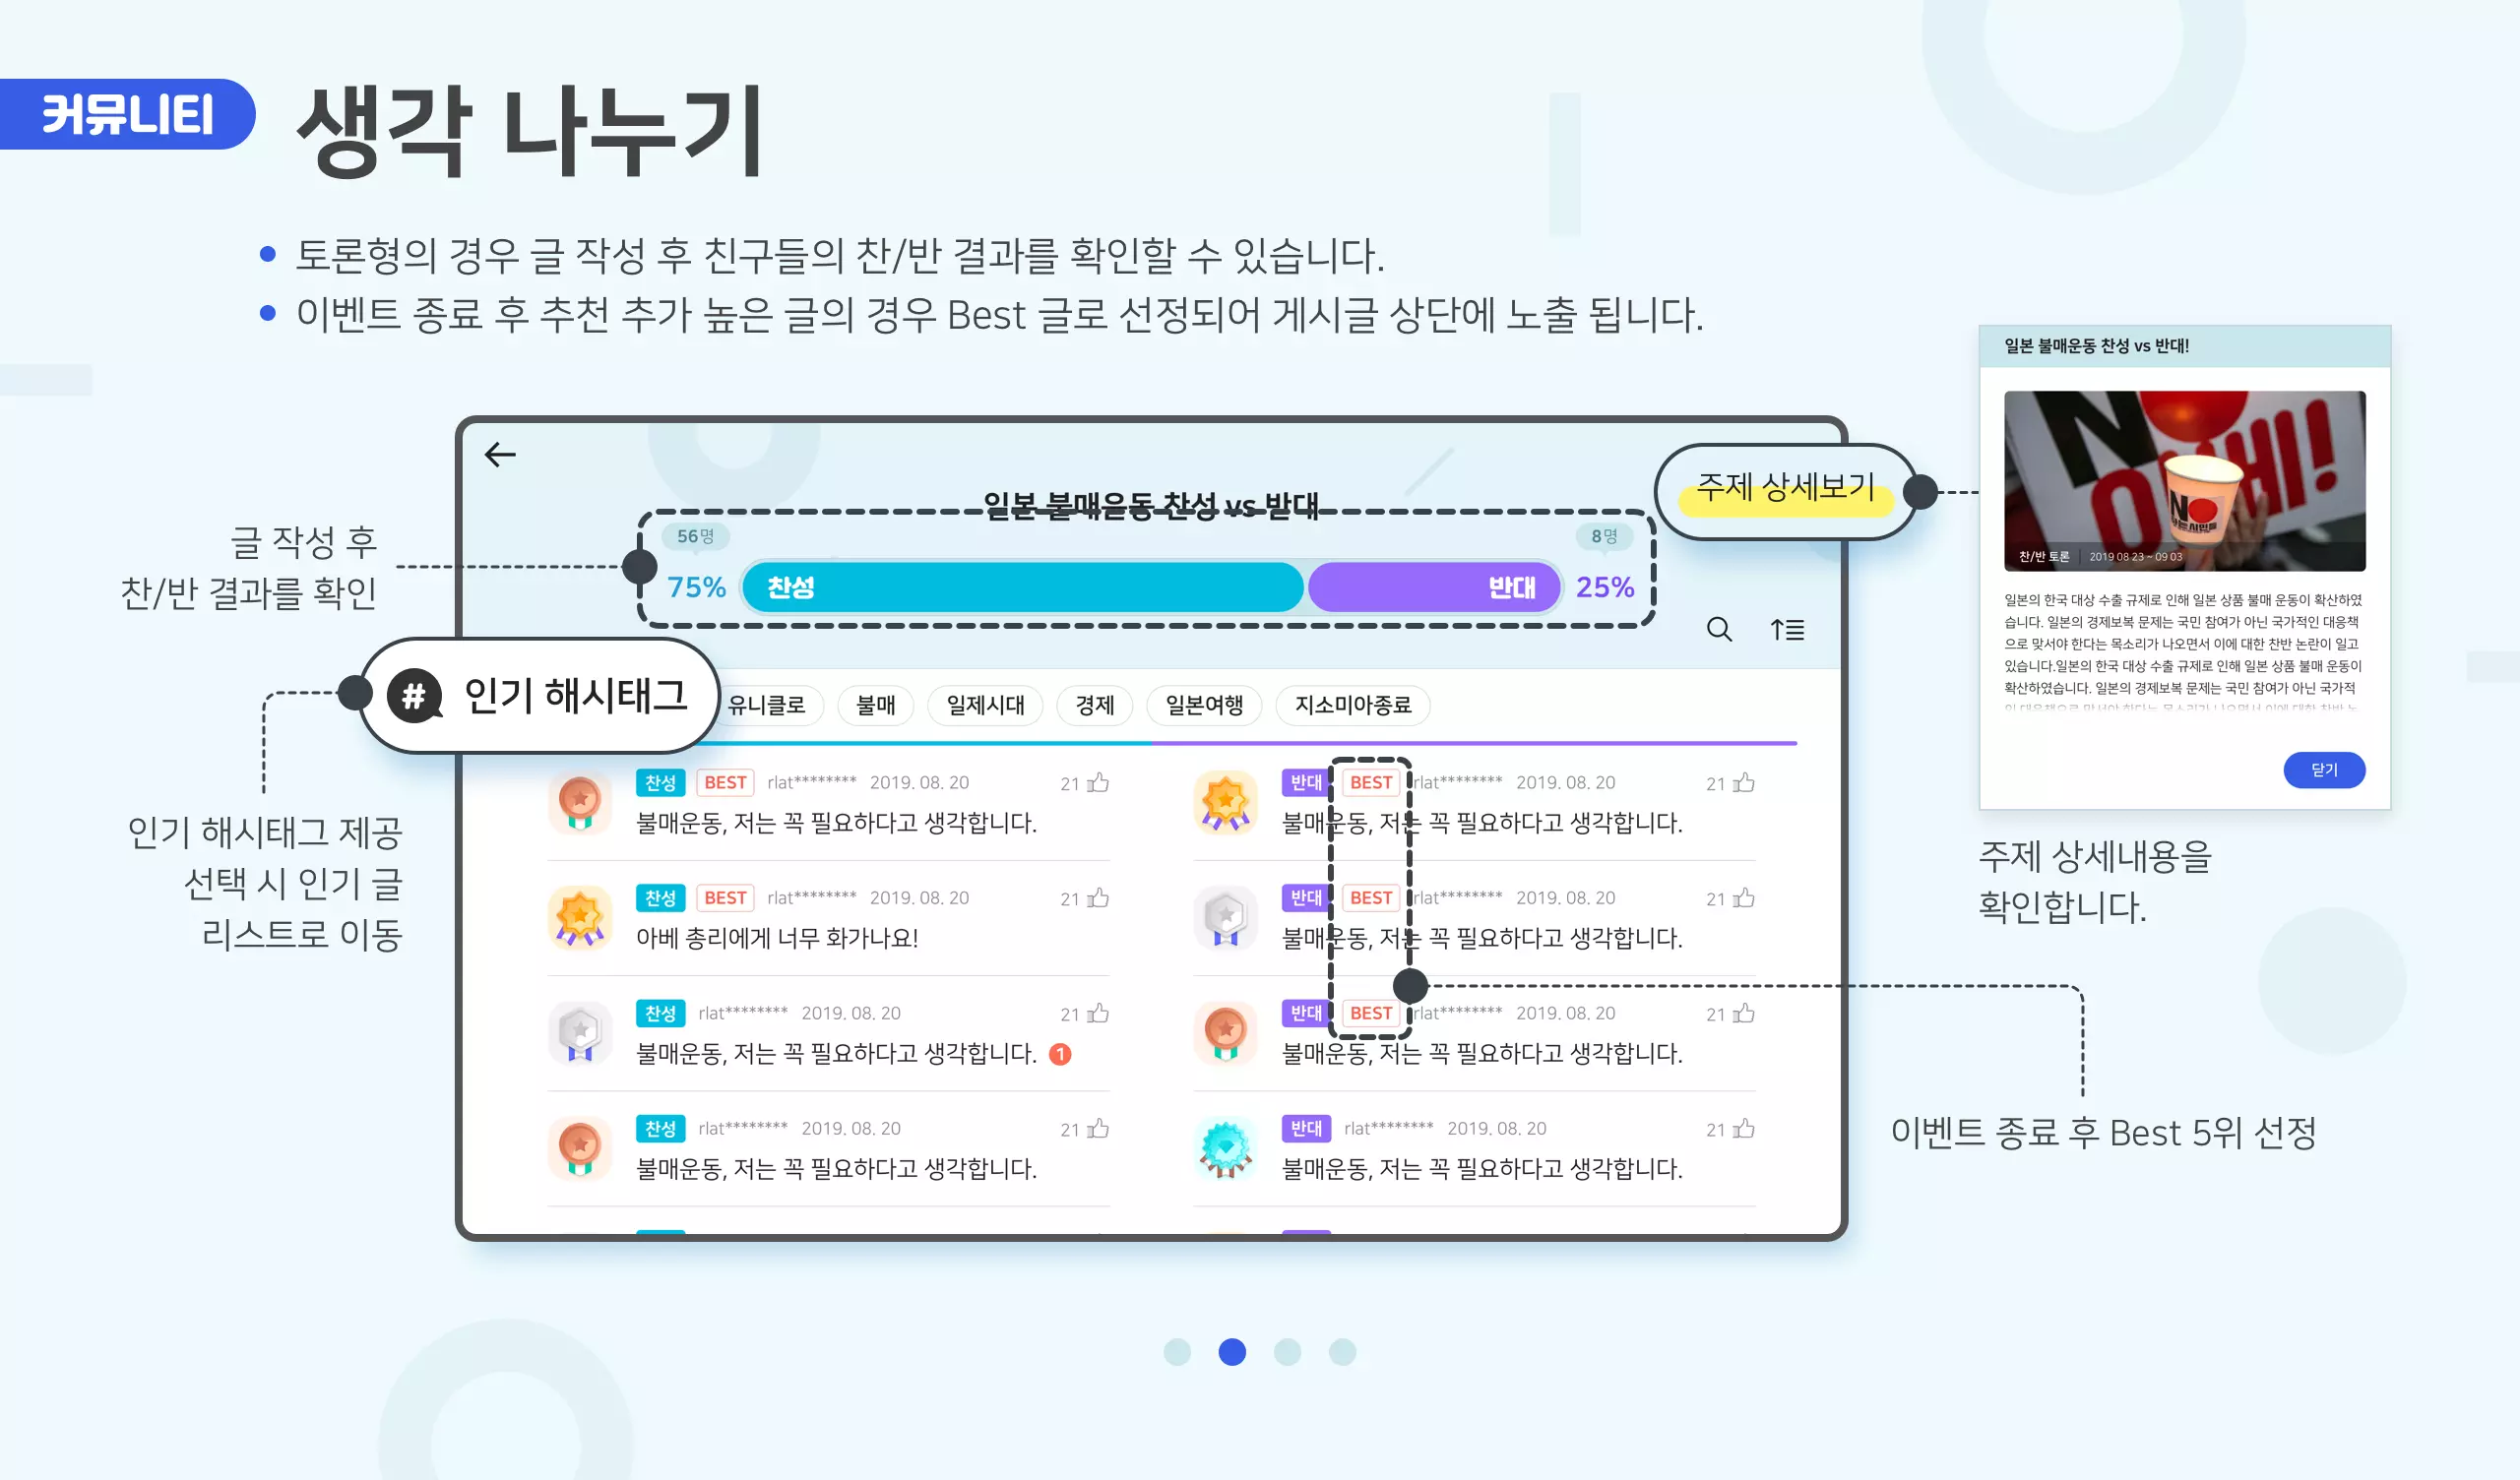 커뮤니티
생각 나누기
토론형의 경우 글 작성 후 친구들의 찬/반 결과를 확인할 수 있습니다.
이벤트 종료 후 추천 추가 높은 글의 경우 Best 글로 선정되어 게시글 상단에 노출 됩니다.
글 작성 후
찬/반 결과를 확인
인기 해시태그 제공
선택 시 인기 글
리스트로 이동
일본 불매운동 찬성 vs 반대
주제 상세보기
56명
8명
75% 찬성
반대 25%
# 인기 해시태그
유니클로 불매 일제시대 경제 일본여행 지소미아종료
찬성 BEST rlat******** 2019. 08. 20 21
불매운동, 저는 꼭 필요하다고 생각합니다.
찬성 BEST rlat******** 2019. 08. 20 21
아베 총리에게 너무 화가나요!
찬성 rlat******** 2019. 08. 20 21
불매운동, 저는 꼭 필요하다고 생각합니다. 1
찬성 rlat******** 2019. 08. 20 21
불매운동, 저는 꼭 필요하다고 생각합니다.
반대 BEST rlat******** 2019. 08. 20 21
불매운동, 저는 꼭 필요하다고 생각합니다.
반대 BEST rlat******** 2019. 08. 20 21
불매운동, 저는 꼭 필요하다고 생각합니다.
반대 BEST rlat******** 2019. 08. 20 21
불매운동, 저는 꼭 필요하다고 생각합니다.
반대 rlat******** 2019. 08. 20 21
불매운동, 저는 꼭 필요하다고 생각합니다.
일본 불매운동 찬성 vs 반대!
NO
찬/반 토론 2019 08 23 ~ 09 03
일본의 한국 대상 수출 규제로 인해 일본 상품 불매 운동이 확산하였
습니다. 일본의 경제보복 문제는 국민 참여가 아닌 국가적인 대응책
으로 맞서야 한다는 목소리가 나오면서 이에 대한 찬반 논란이 일고
있습니다.일본의 한국 대상 수출 규제로 인해 일본 상품 불매 운동이
확산하였습니다. 일본의 경제보복 문제는 국민 참여가 아닌 국가적
닫기
주제 상세내용을
확인합니다.
이벤트 종료 후 Best 5위 선정